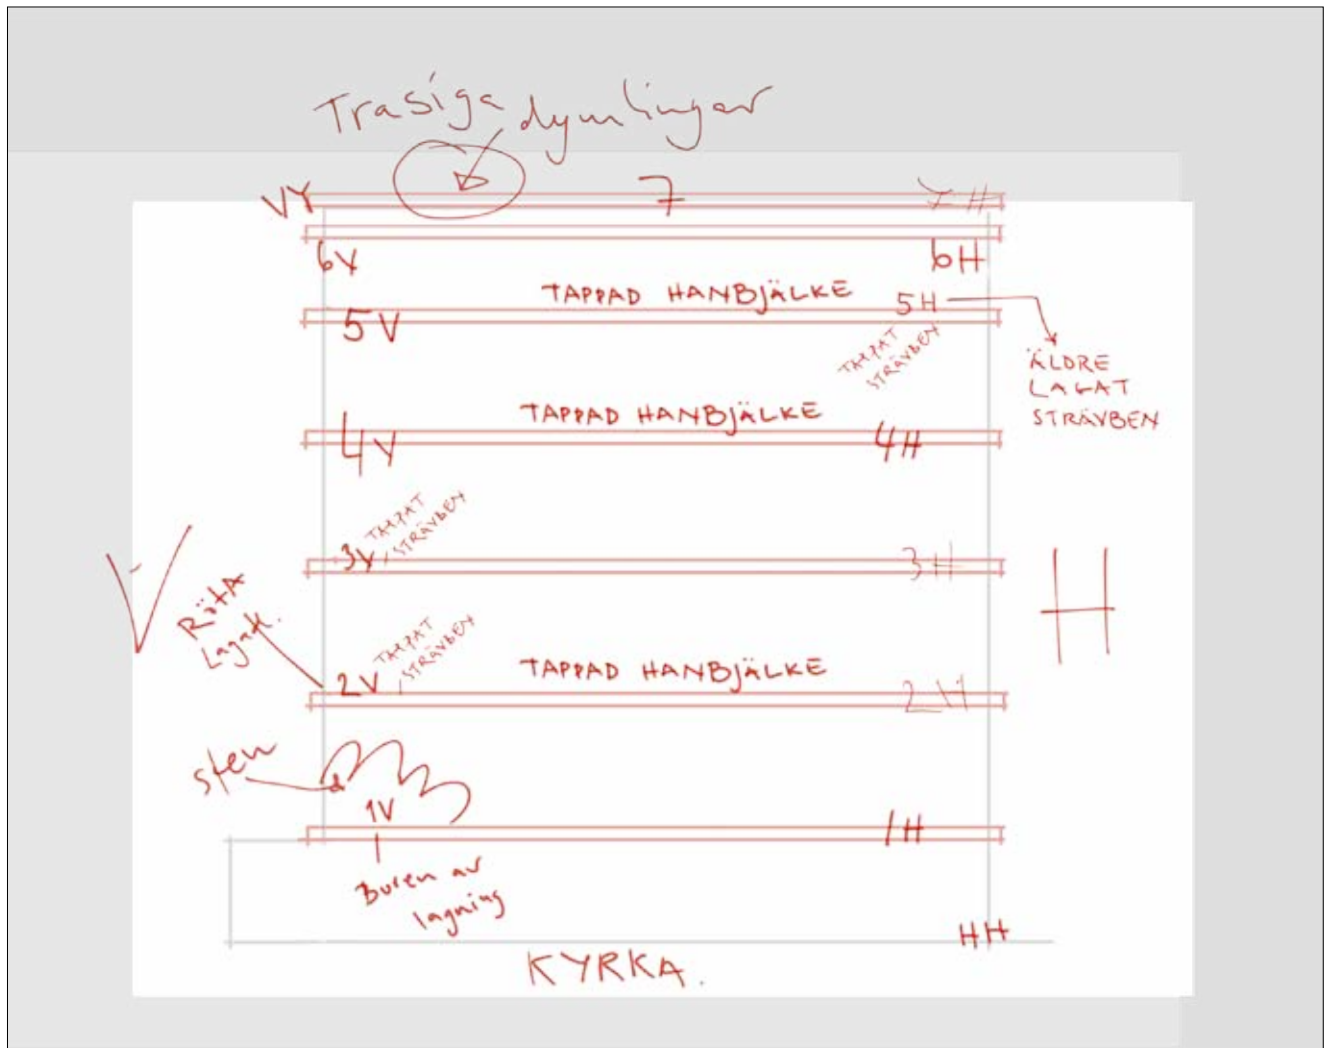 Trasiga dymlingar
VY 7 7H
6V 6H
TAPPAD HANBJÄLKE 5H
5V
TAPPAT
STRÄVBEN
ÄLDRE
LAGAT
STRÄVBEN
TAPPAD HANBJÄLKE
4V 4H
TAPPAT
STRÄVBEN
3V 3H
V H
RÖTA
Lagat.
TAPPAT
STRÄVBEN
TAPPAD HANBJÄLKE
2V 2H
sten
1V 1H
Buren av
lagning
HH
KYRKA.